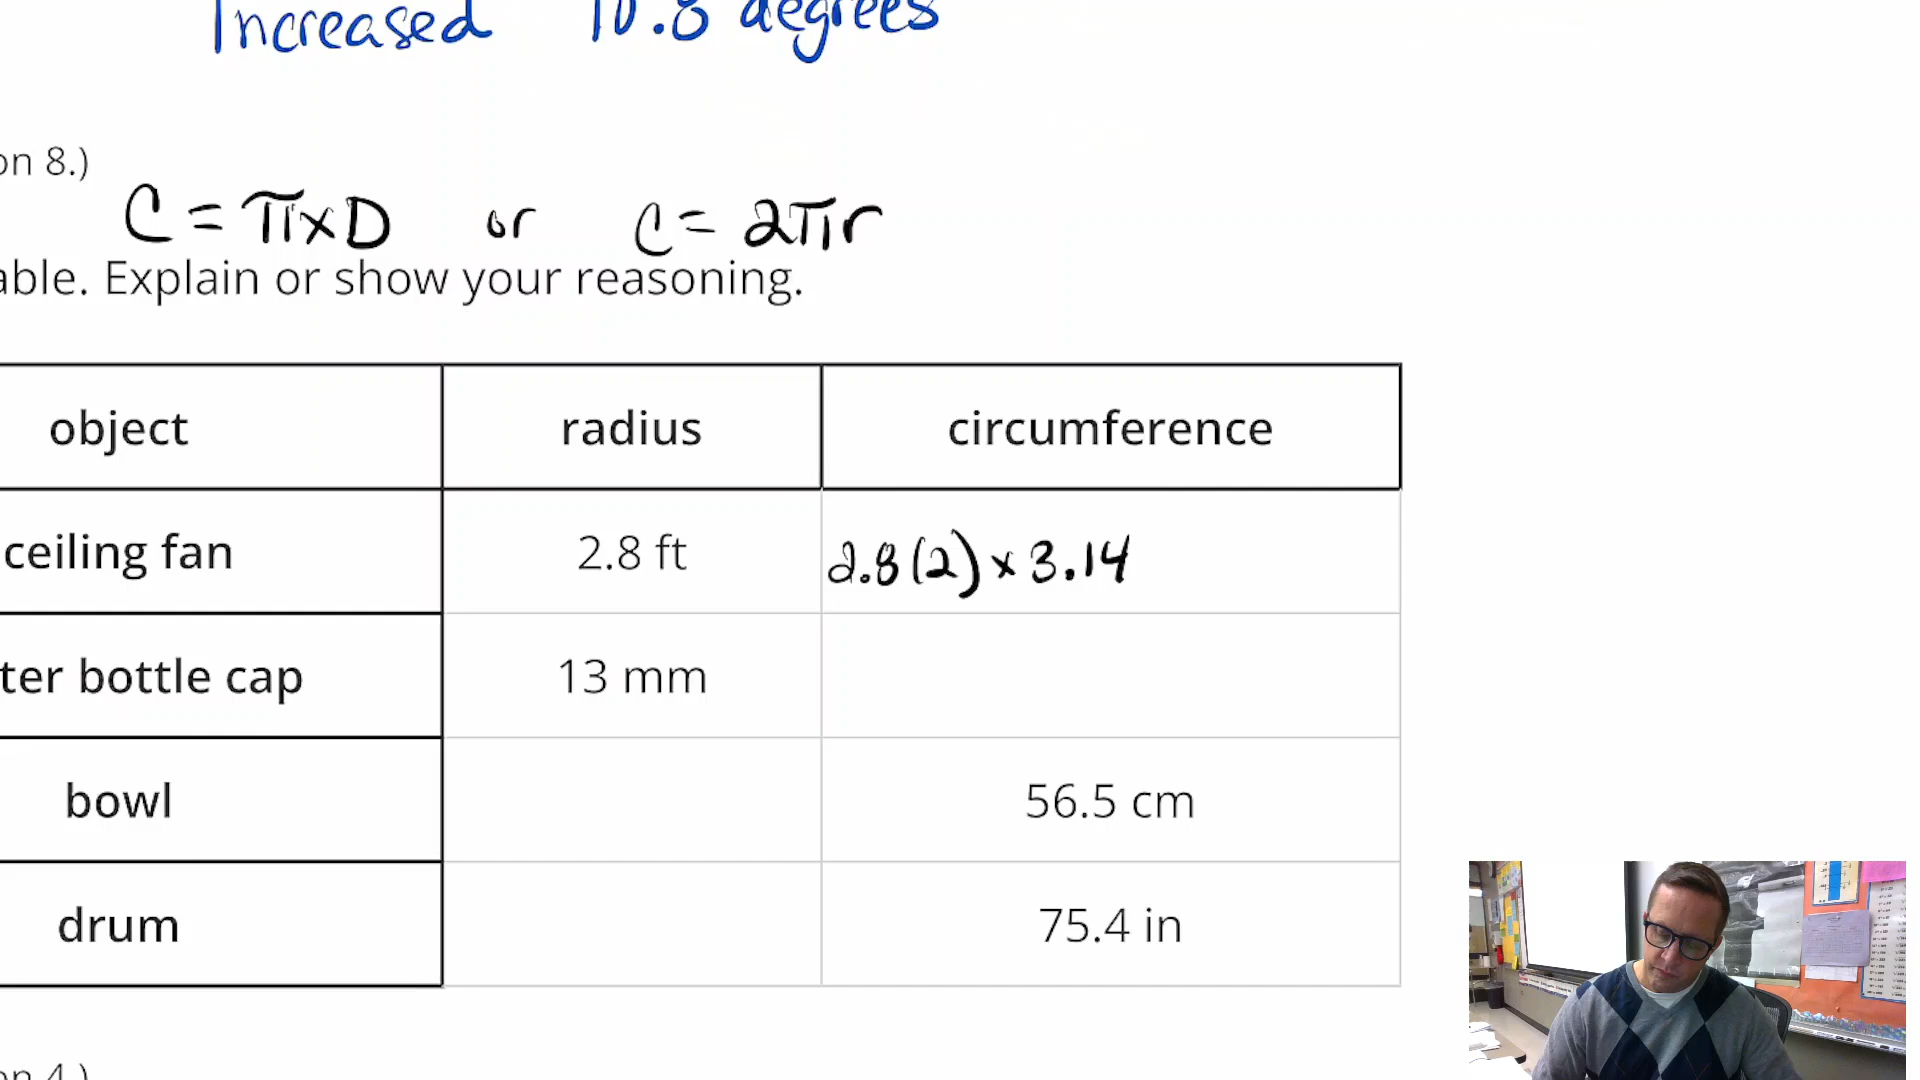 Increased 10.8 degrees
on 8.)
C = π x D or C = 2πr
able. Explain or show your reasoning.
object radius circumference
ceiling fan 2.8 ft 2.8(2) x 3.14
ter bottle cap 13 mm
bowl 56.5 cm
drum 75.4 in
on 4.)